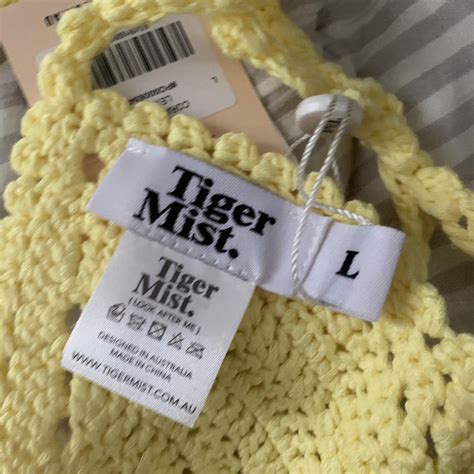 Tiger
Mist.
L
Tiger
Mist.
( LOOK AFTER ME )
DESIGNED IN AUSTRALIA
MADE IN CHINA
WWW.TIGERMIST.COM.AU